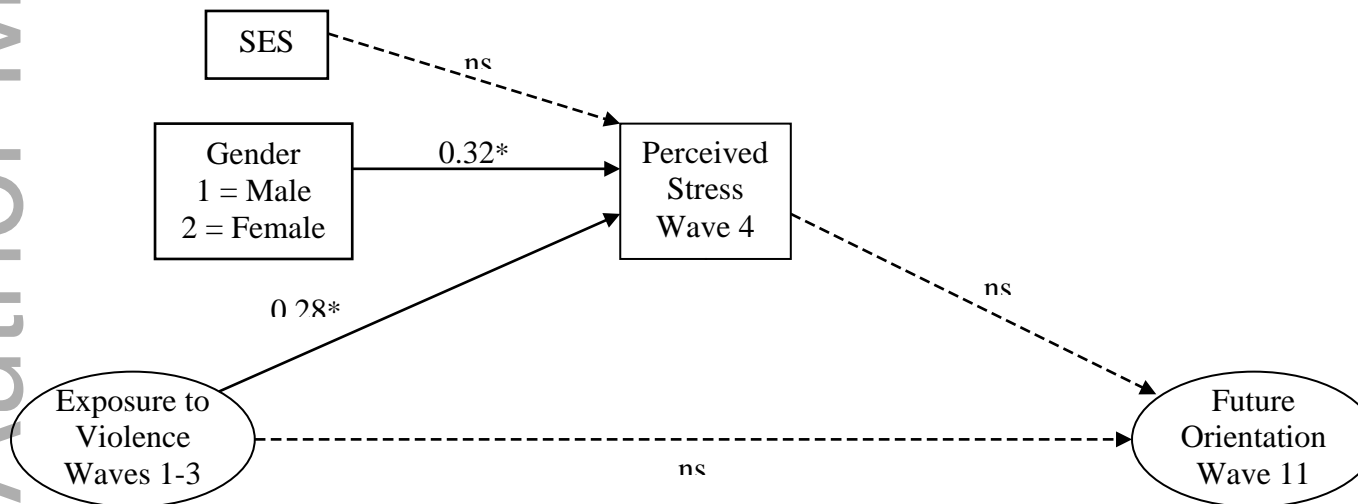 SES
ns
Gender
1 = Male
2 = Female
0.32*
Perceived
Stress
Wave 4
0.28*
ns
Exposure to
Violence
Waves 1-3
ns
Future
Orientation
Wave 11
Author